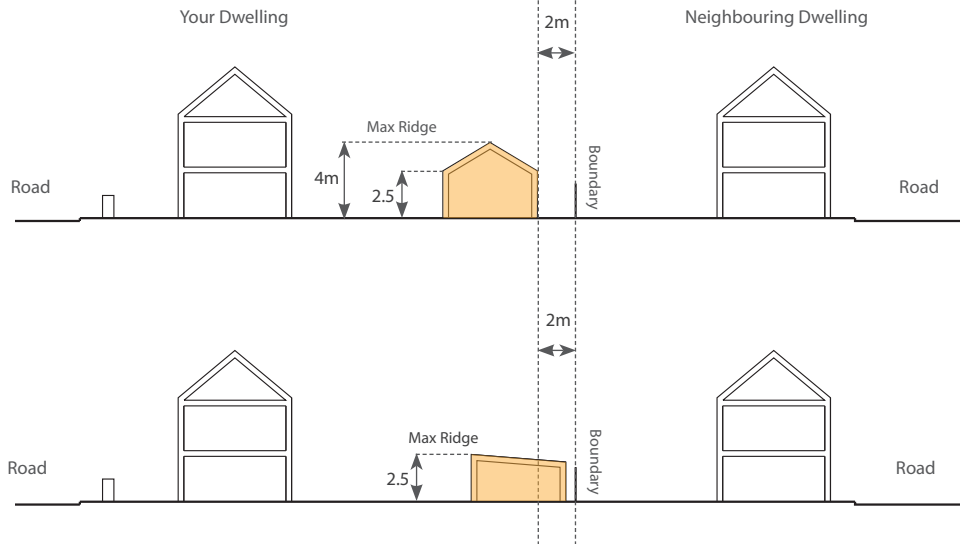 Your Dwelling
2m
Neighbouring Dwelling
Max Ridge
4m
2.5
Boundary
Road
Road
2m
Max Ridge
2.5
Boundary
Road
Road